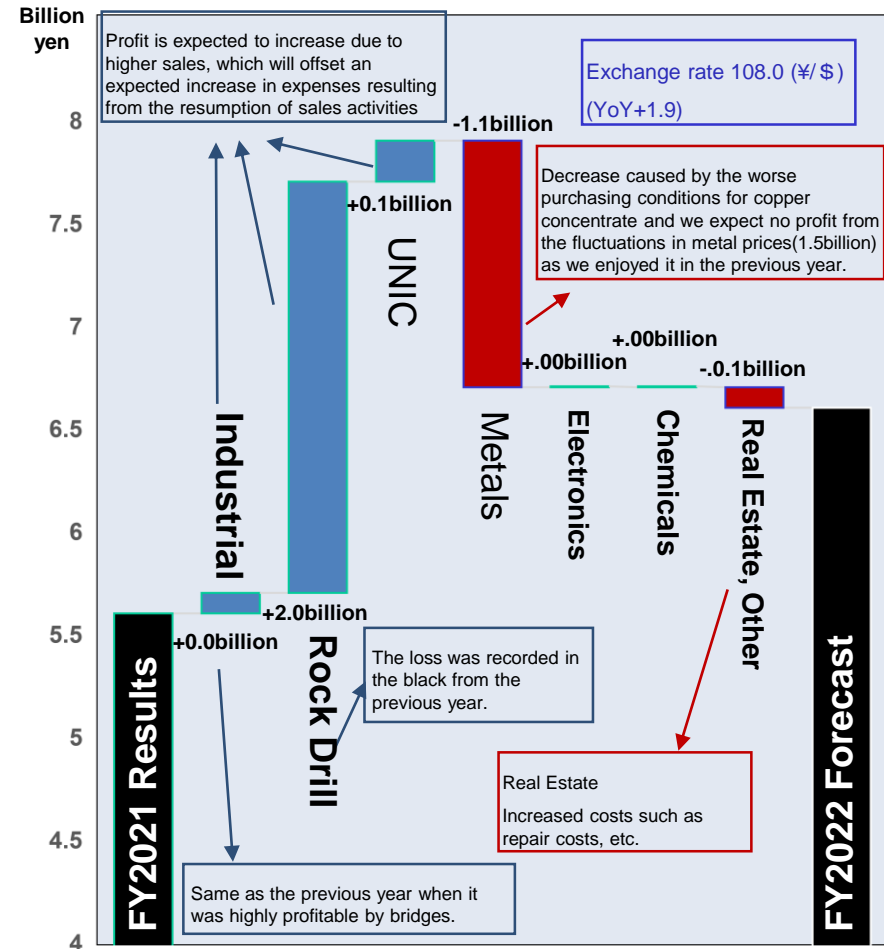 Billion
yen
Profit is expected to increase due to
higher sales, which will offset an
expected increase in expenses resulting
from the resumption of sales activities
Exchange rate 108.0 (¥/＄)
(YoY+1.9)
8
7.5
7
6.5
6
5.5
5
4.5
4
-1.1billion
+0.1billion
UNIC
Decrease caused by the worse
purchasing conditions for copper
concentrate and we expect no profit from
the fluctuations in metal prices(1.5billion)
as we enjoyed it in the previous year.
+.00billion
+.00billion
-.0.1billion
Industrial
Metals
Electronics
Chemicals
Real Estate, Other
+0.0billion
+2.0billion
Rock Drill
The loss was recorded in
the black from the
previous year.
FY2021 Results
FY2022 Forecast
Real Estate
Increased costs such as
repair costs, etc.
Same as the previous year when it
was highly profitable by bridges.